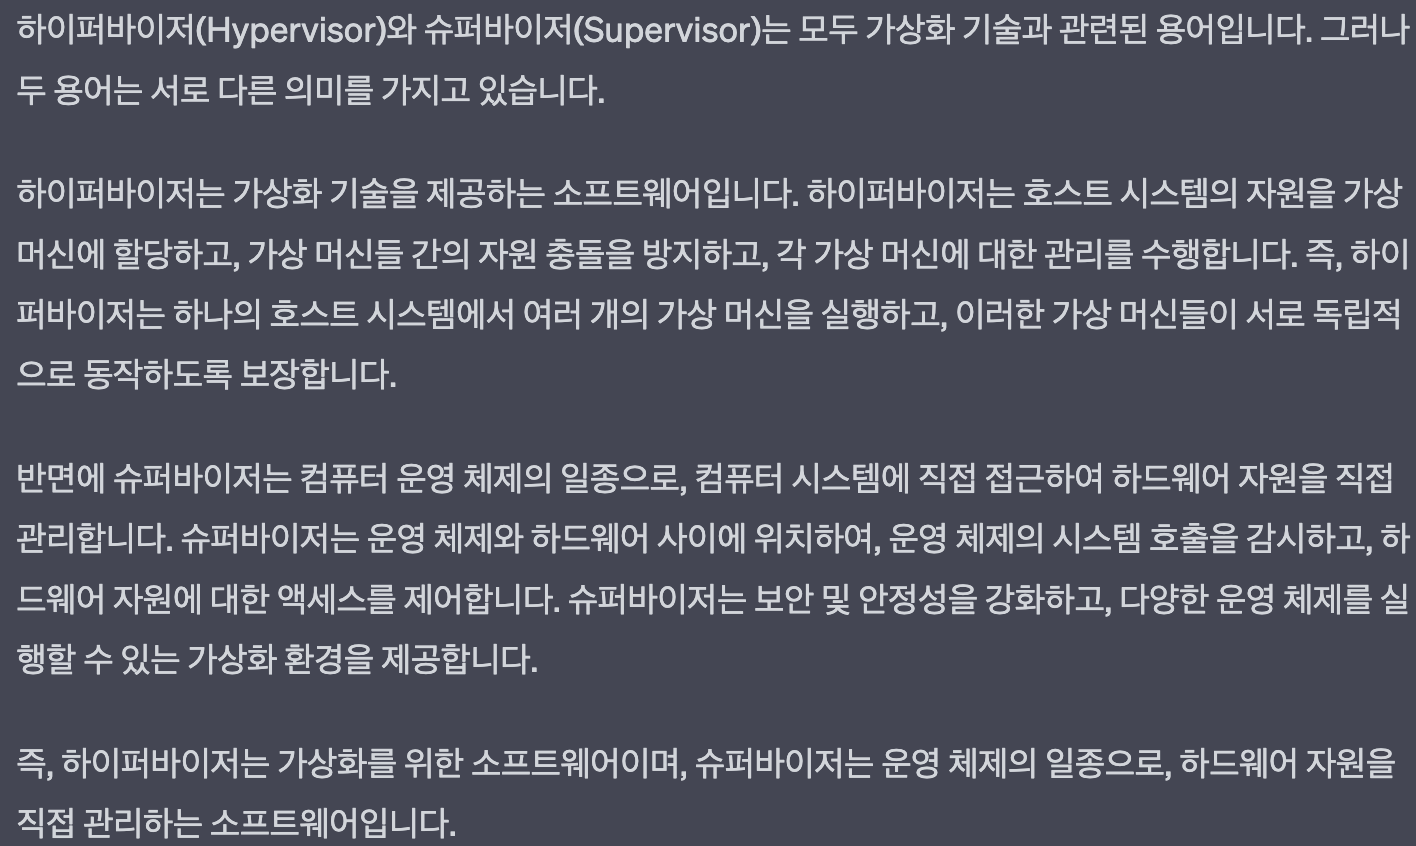 하이퍼바이저(Hypervisor)와 슈퍼바이저(Supervisor)는 모두 가상화 기술과 관련된 용어입니다. 그러나
두 용어는 서로 다른 의미를 가지고 있습니다.
하이퍼바이저는 가상화 기술을 제공하는 소프트웨어입니다. 하이퍼바이저는 호스트 시스템의 자원을 가상
머신에 할당하고, 가상 머신들 간의 자원 충돌을 방지하고, 각 가상 머신에 대한 관리를 수행합니다. 즉, 하이
퍼바이저는 하나의 호스트 시스템에서 여러 개의 가상 머신을 실행하고, 이러한 가상 머신들이 서로 독립적
으로 동작하도록 보장합니다.
반면에 슈퍼바이저는 컴퓨터 운영 체제의 일종으로, 컴퓨터 시스템에 직접 접근하여 하드웨어 자원을 직접
관리합니다. 슈퍼바이저는 운영 체제와 하드웨어 사이에 위치하여, 운영 체제의 시스템 호출을 감시하고, 하
드웨어 자원에 대한 액세스를 제어합니다. 슈퍼바이저는 보안 및 안정성을 강화하고, 다양한 운영 체제를 실
행할 수 있는 가상화 환경을 제공합니다.
즉, 하이퍼바이저는 가상화를 위한 소프트웨어이며, 슈퍼바이저는 운영 체제의 일종으로, 하드웨어 자원을
직접 관리하는 소프트웨어입니다.